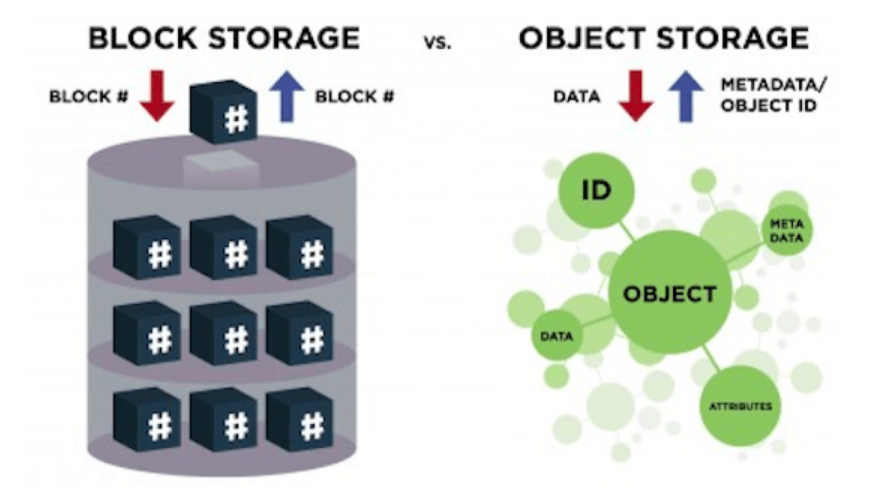 BLOCK STORAGE
vs.
OBJECT STORAGE
BLOCK #
BLOCK #
DATA
METADATA/
OBJECT ID
#
# # #
# # #
# # #
ID
META
DATA
OBJECT
DATA
ATTRIBUTES